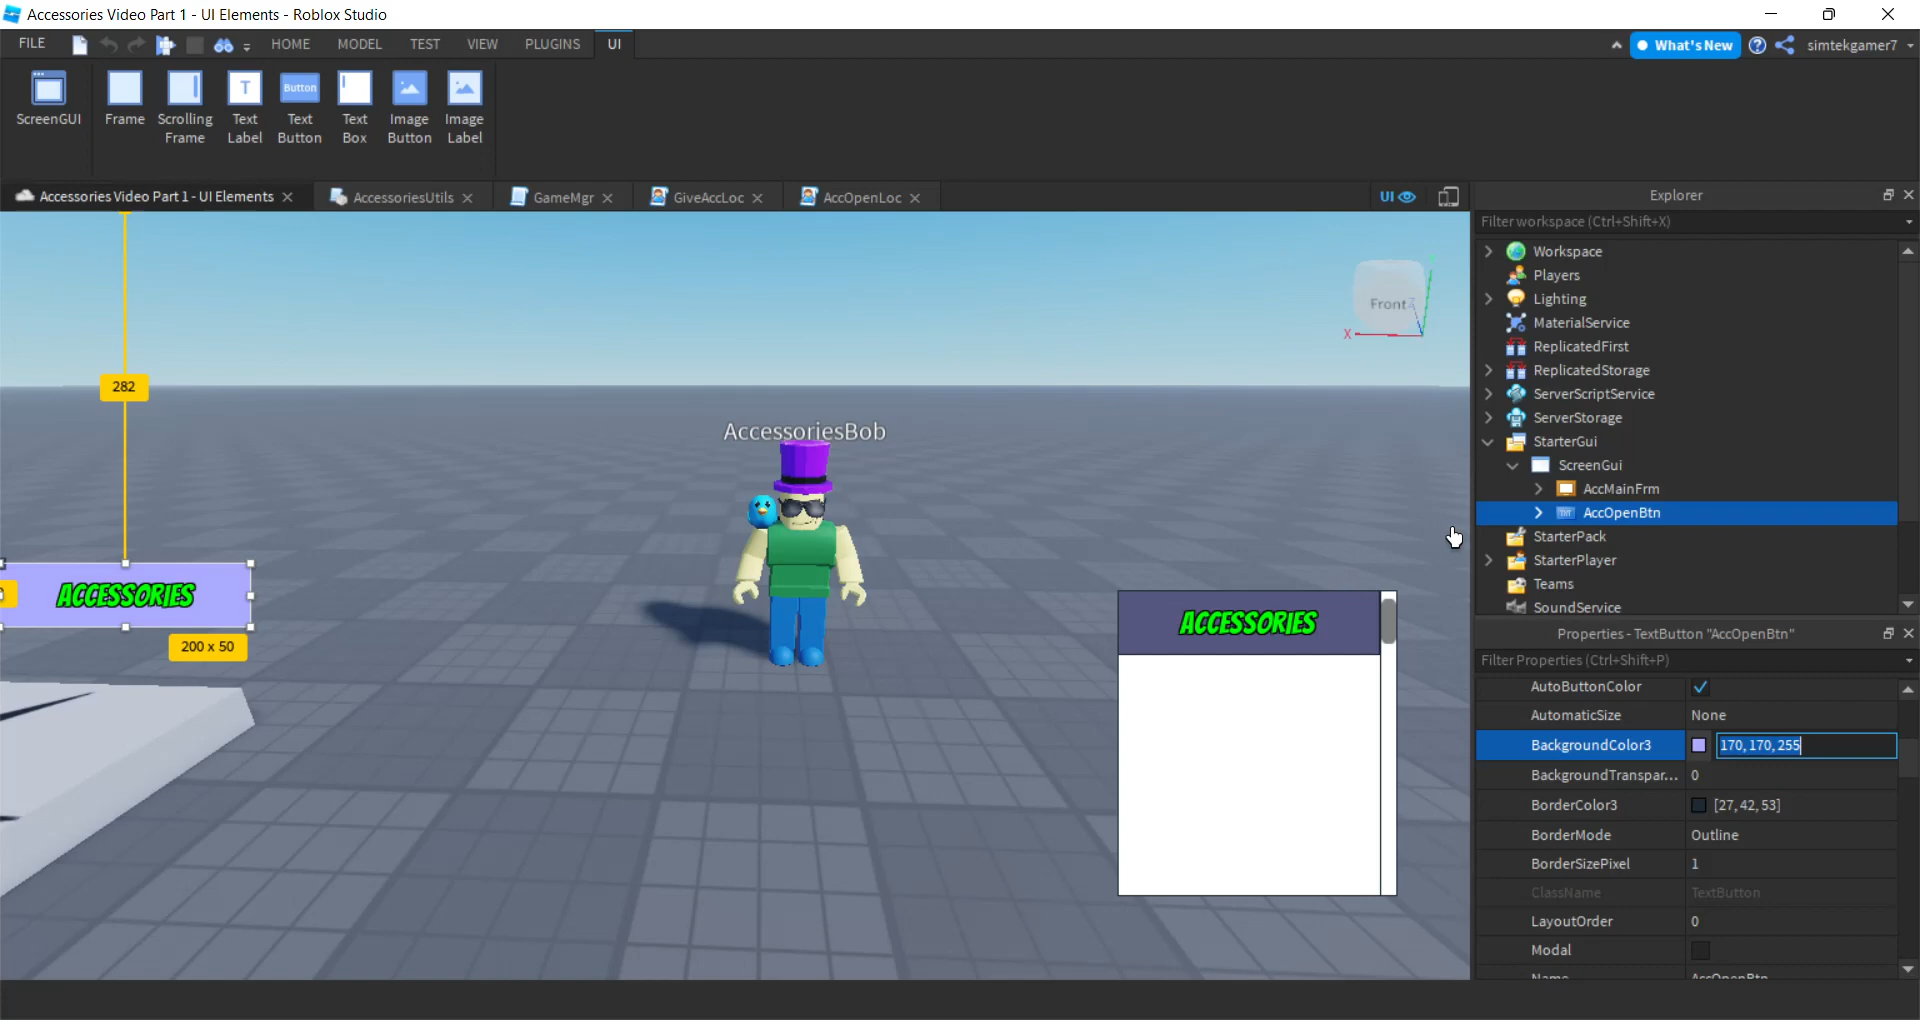 Accessories Video Part 1 - UI Elements - Roblox Studio
FILE
HOME
MODEL
TEST
VIEW
PLUGINS
UI
What's New
simtekgamer7
ScreenGUI
Frame
Scrolling
Frame
T
Text
Label
Button
Text
Button
Text
Box
Image
Button
Image
Label
Accessories Video Part 1 - UI Elements
AccessoriesUtils
GameMgr
GiveAccLoc
AccOpenLoc
UI
282
Front
X
AccessoriesBob
ACCESSORIES
200 x 50
ACCESSORIES
Explorer
Filter workspace (Ctrl+Shift+X)
Workspace
Players
Lighting
MaterialService
ReplicatedFirst
ReplicatedStorage
ServerScriptService
ServerStorage
StarterGui
ScreenGui
AccMainFrm
AccOpenBtn
StarterPack
StarterPlayer
Teams
SoundService
Properties - TextButton "AccOpenBtn"
Filter Properties (Ctrl+Shift+P)
AutoButtonColor
AutomaticSize None
BackgroundColor3 170, 170, 255
BackgroundTranspar... 0
BorderColor3 [27, 42, 53]
BorderMode Outline
BorderSizePixel 1
ClassName TextButton
LayoutOrder 0
Modal
Name AccOpenBtn